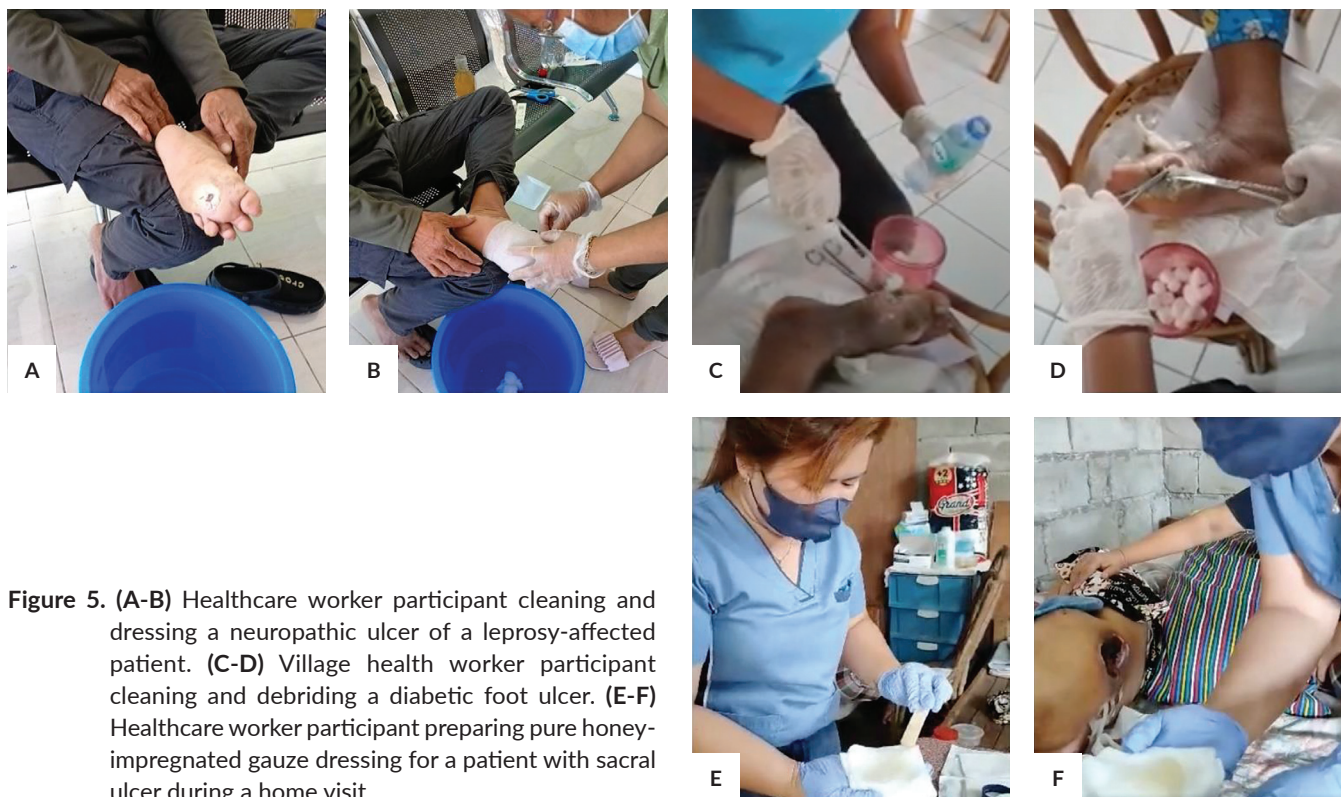 A
B
C
D
Figure 5. (A-B) Healthcare worker participant cleaning and
dressing a neuropathic ulcer of a leprosy-affected
patient. (C-D) Village health worker participant
cleaning and debriding a diabetic foot ulcer. (E-F)
Healthcare worker participant preparing pure honey-
impregnated gauze dressing for a patient with sacral
ulcer during a home visit.
Grand
+2
E
F